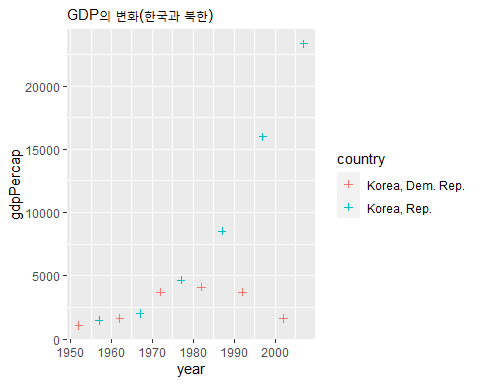 GDP의 변화(한국과 북한)
20000
15000
10000
5000
0
gdpPercap
1950 1960 1970 1980 1990 2000
year
country
Korea, Dem. Rep.
Korea, Rep.